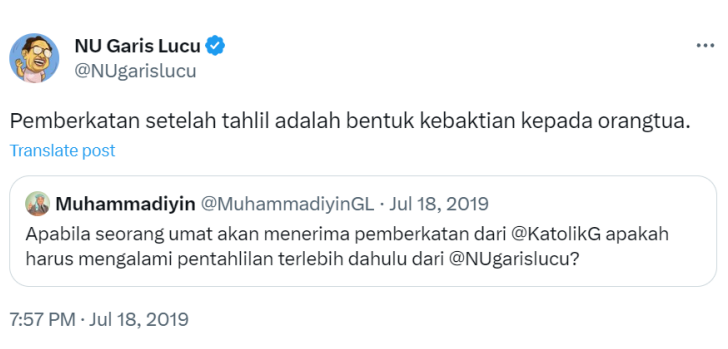 NU Garis Lucu
@NUgarislucu
Pemberkatan setelah tahlil adalah bentuk kebaktian kepada orangtua.
Translate post
Muhammadiyin @MuhammadiyinGL · Jul 18, 2019
Apabila seorang umat akan menerima pemberkatan dari @KatolikG apakah
harus mengalami pentahlilan terlebih dahulu dari @NUgarislucu?
7:57 PM · Jul 18, 2019